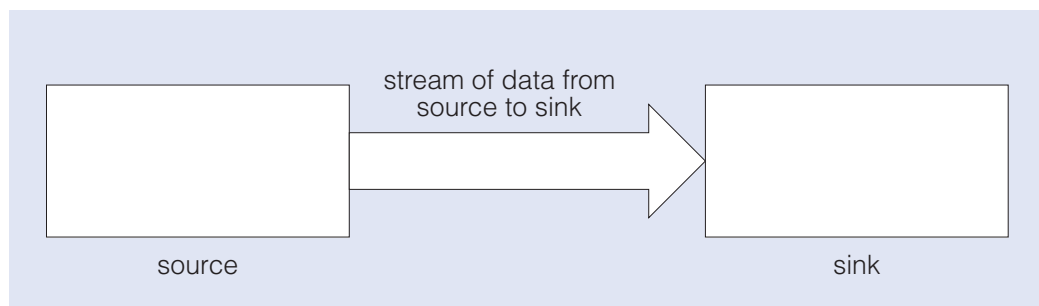 stream of data from
source to sink
source
sink